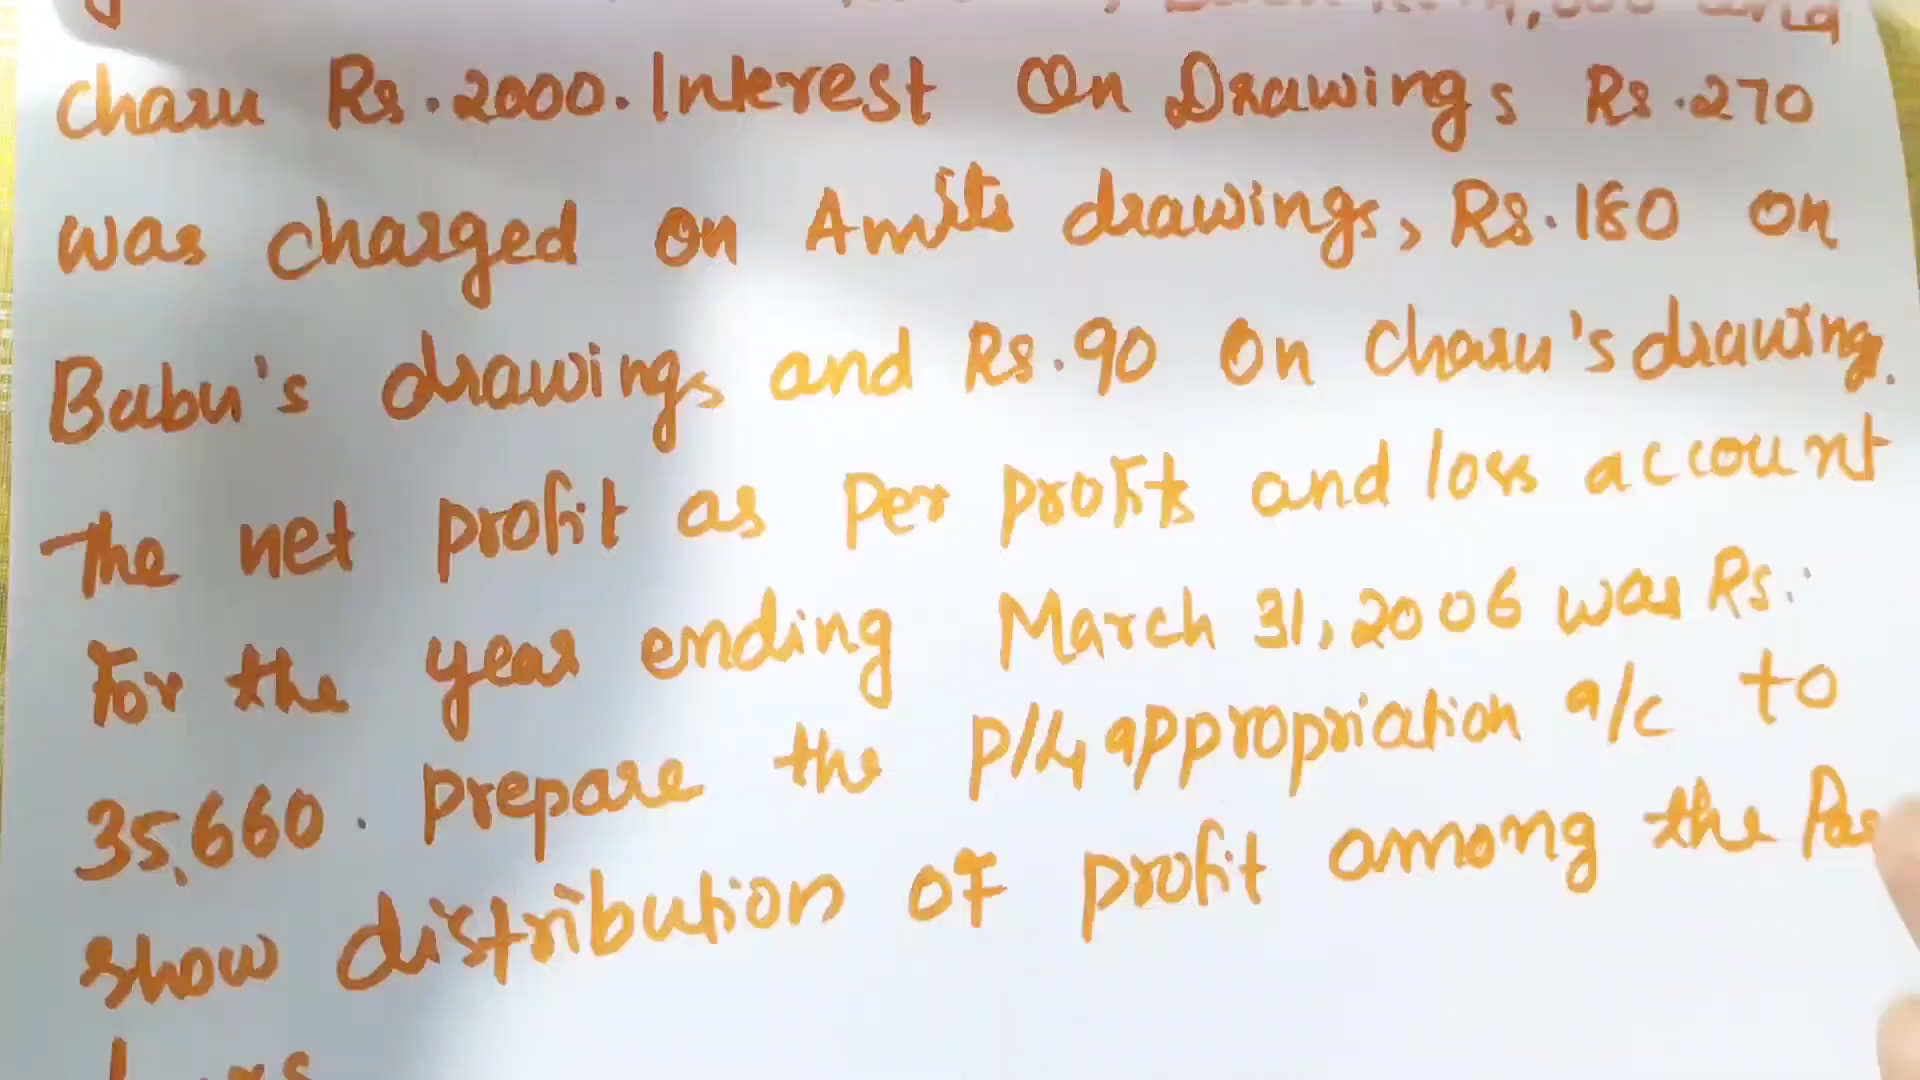 Charu Rs.2000. Interest On Drawings Rs.270
was charged on Amits drawings, Rs.180 on
Babu's drawings and Rs.90 On Charu's drawing.
The net profit as per profits and loss account
For the year ending March 31, 2006 was Rs.
35,660. prepare the P/L appropriation a/c to
show distribution of profit among the Pa